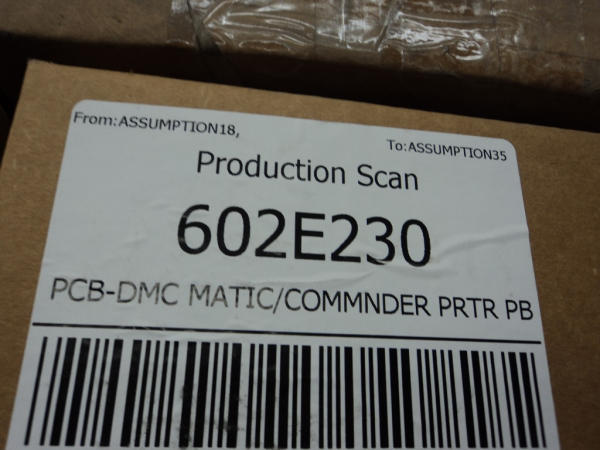 From:ASSUMPTION18,
To:ASSUMPTION35
Production Scan
602E230
PCB-DMC MATIC/COMMNDER PRTR PB